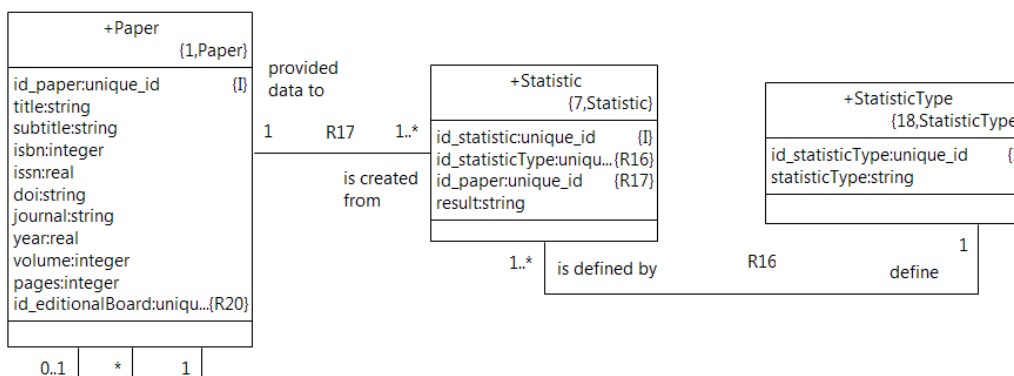 +Paper
{1,Paper}
id_paper:unique_id {I}
title:string
subtitle:string
isbn:integer
issn:real
doi:string
journal:string
year:real
volume:integer
pages:integer
id_editionalBoard:uniqu...{R20}
0..1 * 1
provided
data to
1 R17 1..*
is created
from
+Statistic
{7,Statistic}
id_statistic:unique_id {I}
id_statisticType:uniqu...{R16}
id_paper:unique_id {R17}
result:string
1..* is defined by R16 define 1
+StatisticType
{18,StatisticType
id_statisticType:unique_id {
statisticType:string